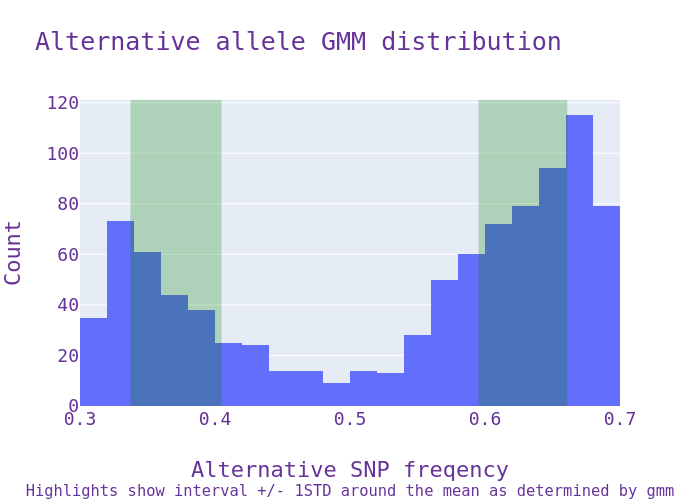 Alternative allele GMM distribution
120
100
80
60
40
20
0
Count
0.3 0.4 0.5 0.6 0.7
Alternative SNP freqency
Highlights show interval +/- 1STD around the mean as determined by gmm